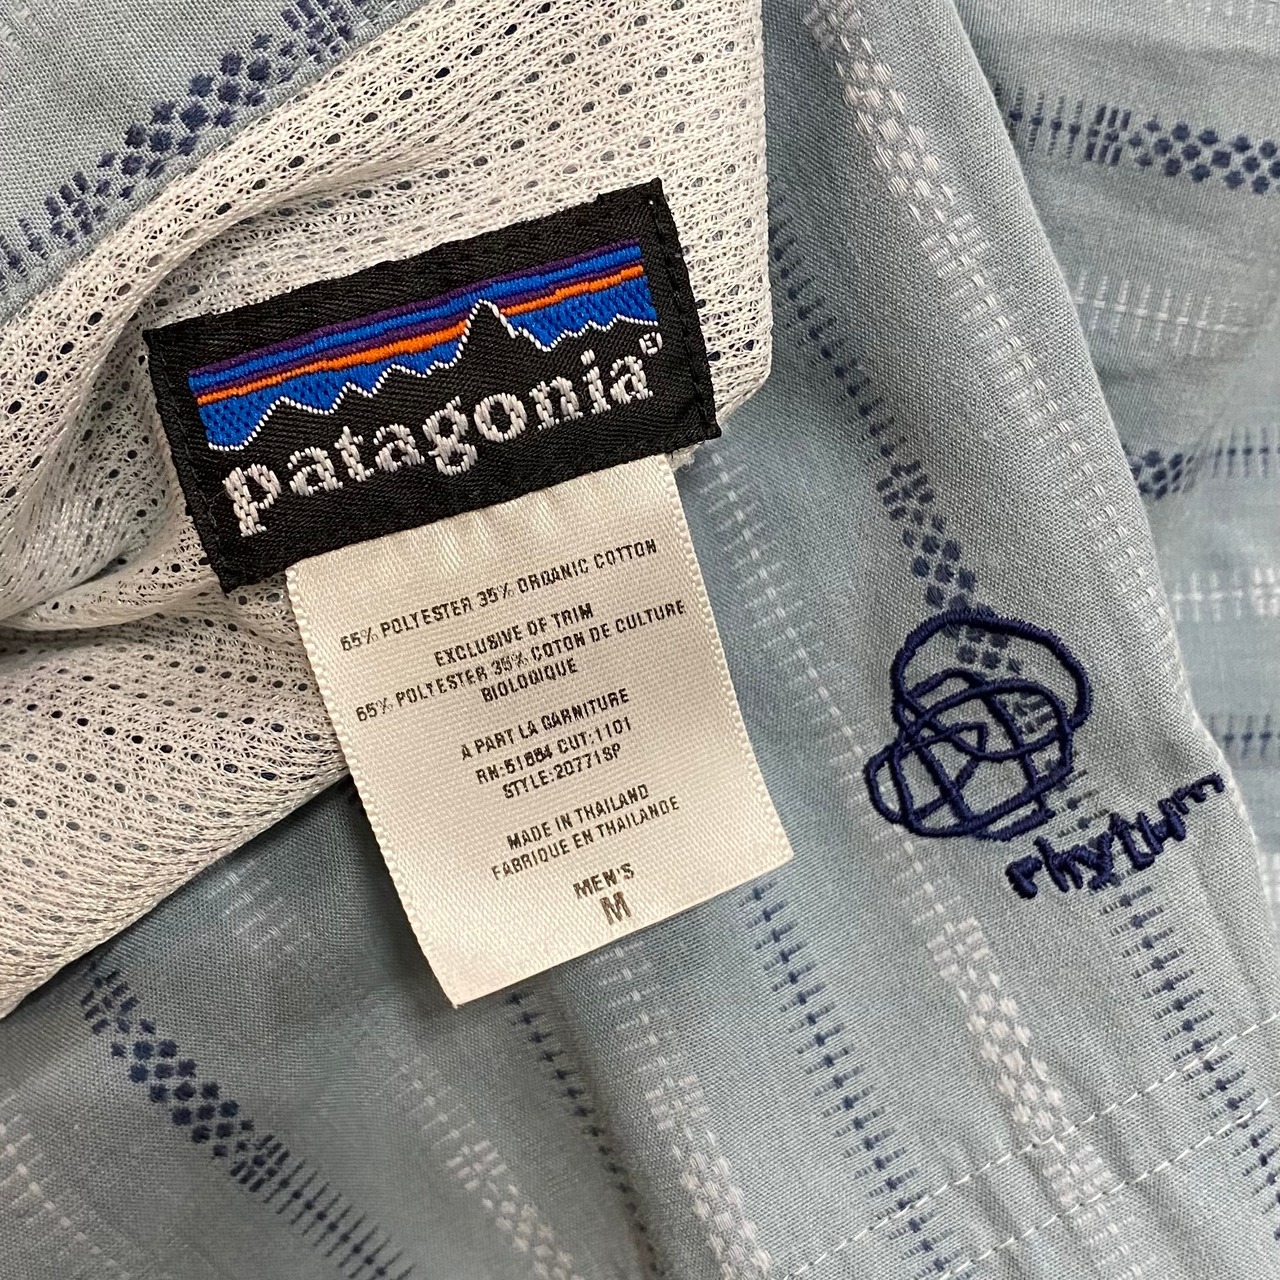 patagonia®
65% POLYESTER 35% ORGANIC COTTON
EXCLUSIVE OF TRIM
65% POLYESTER 35% COTON DE CULTURE
BIOLOGIQUE
A PART LA GARNITURE
RN-51884 CUT:1101
STYLE:20771SP
MADE IN THAILAND
FABRIQUE EN THAILANDE
MEN'S
M
rhythm